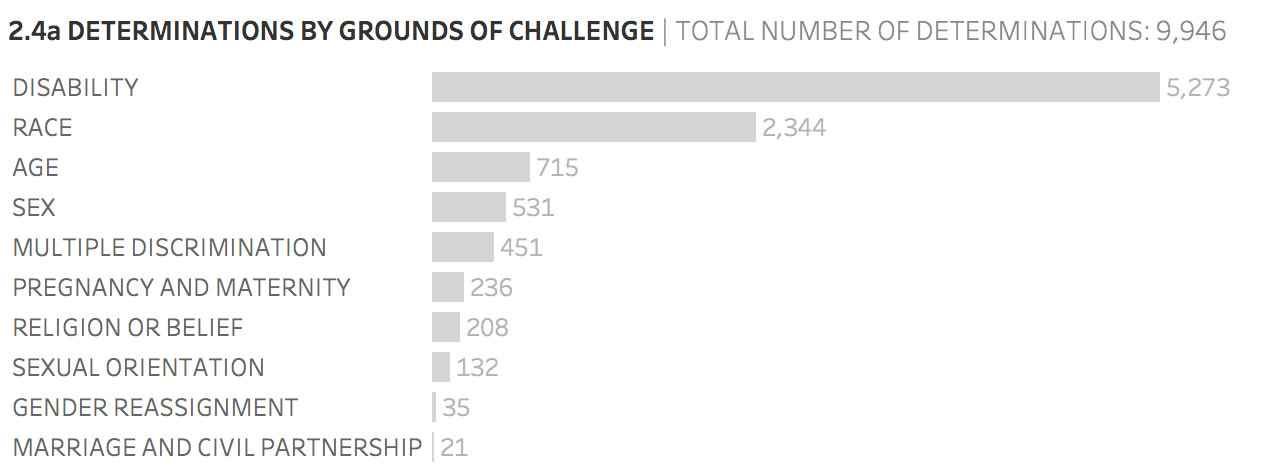 2.4a DETERMINATIONS BY GROUNDS OF CHALLENGE | TOTAL NUMBER OF DETERMINATIONS: 9,946
DISABILITY 5,273
RACE 2,344
AGE 715
SEX 531
MULTIPLE DISCRIMINATION 451
PREGNANCY AND MATERNITY 236
RELIGION OR BELIEF 208
SEXUAL ORIENTATION 132
GENDER REASSIGNMENT 35
MARRIAGE AND CIVIL PARTNERSHIP 21